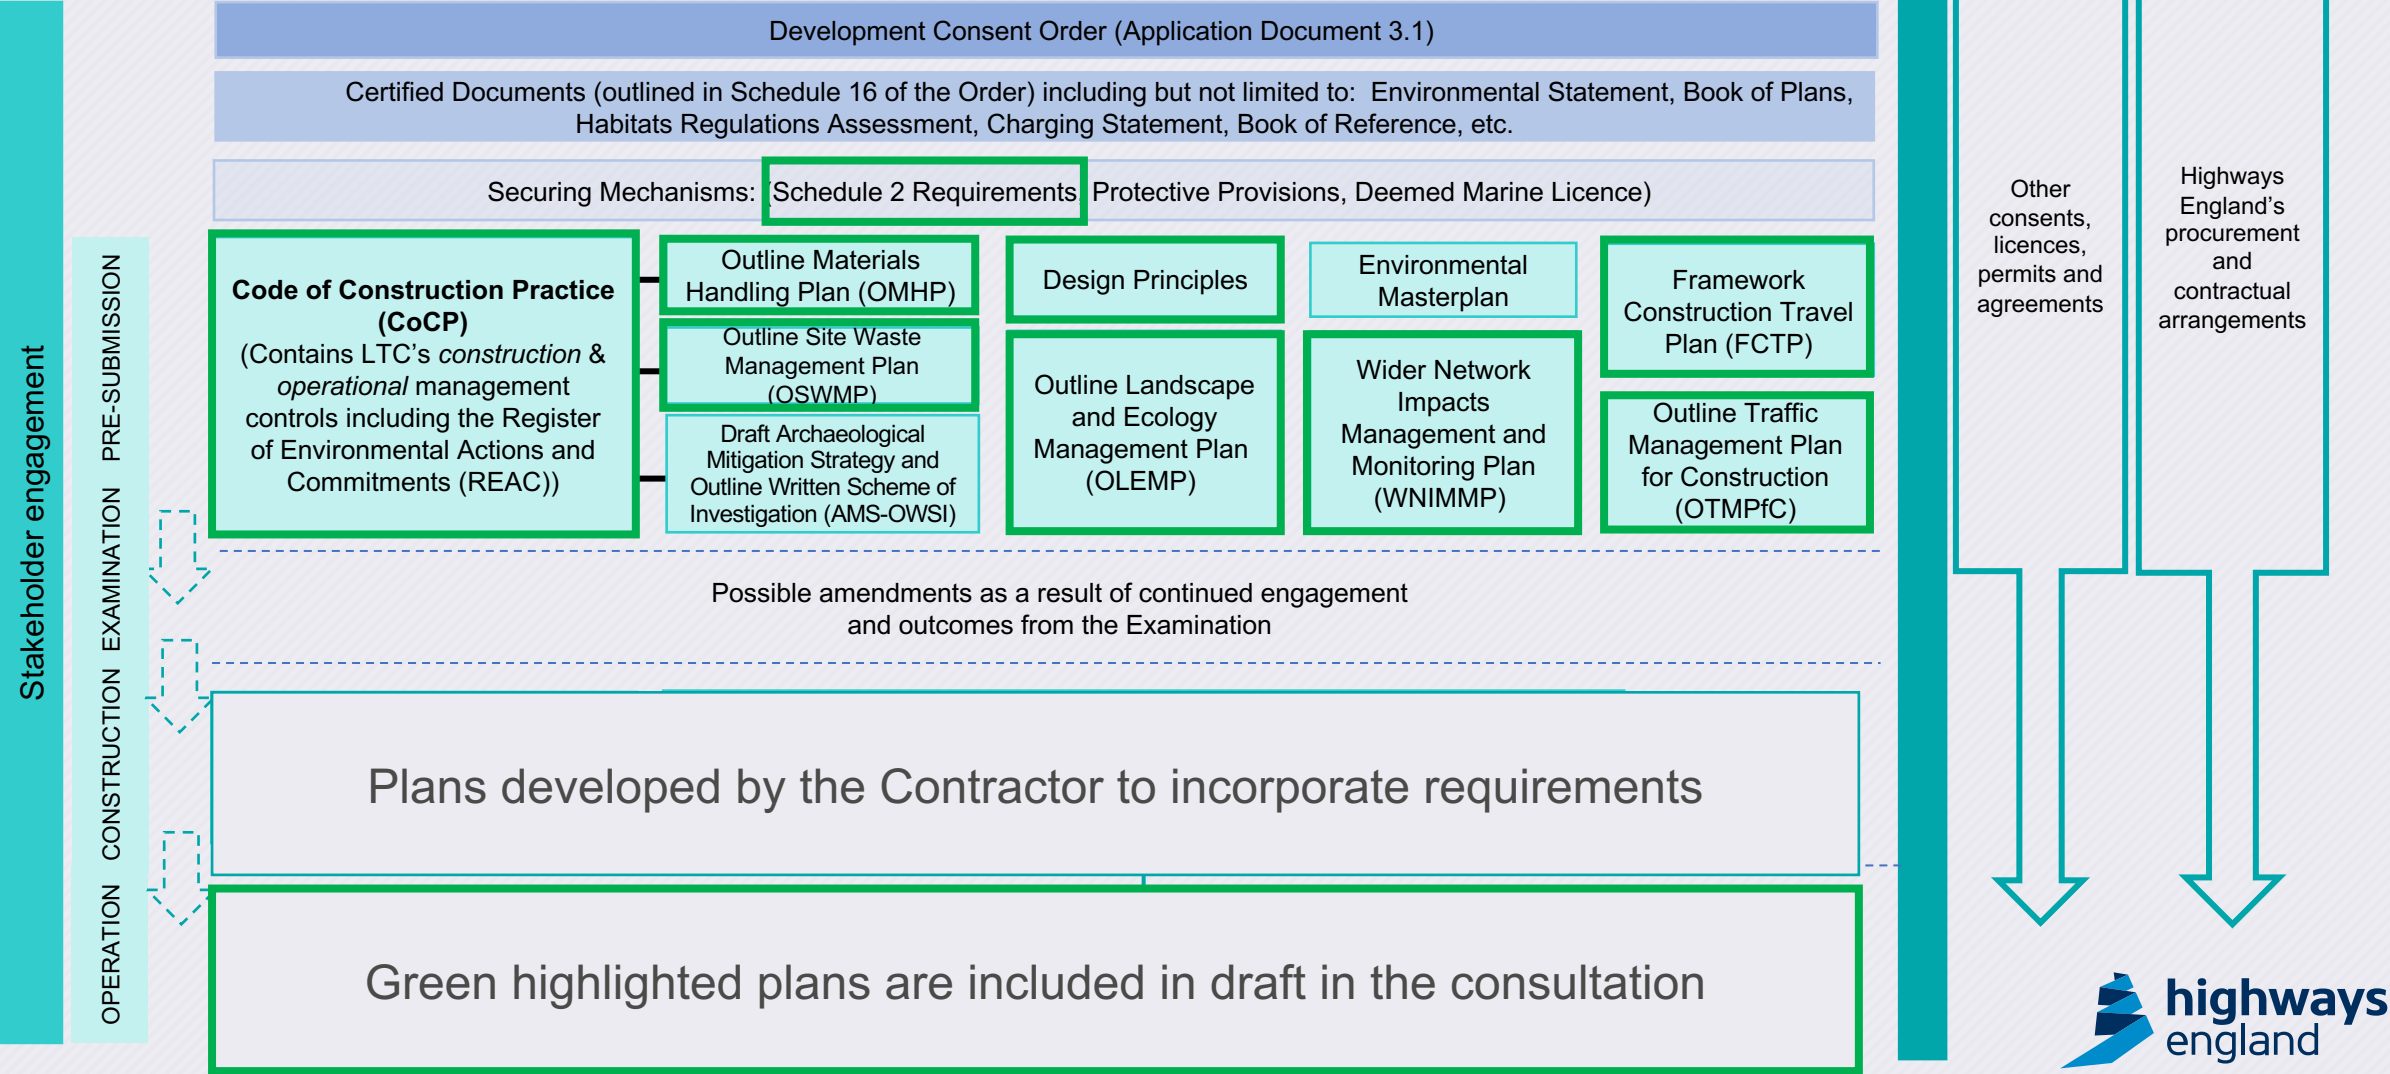 Development Consent Order (Application Document 3.1)
Certified Documents (outlined in Schedule 16 of the Order) including but not limited to: Environmental Statement, Book of Plans,
Habitats Regulations Assessment, Charging Statement, Book of Reference, etc.
Securing Mechanisms: (Schedule 2 Requirements, Protective Provisions, Deemed Marine Licence)
Stakeholder engagement
PRE-SUBMISSION
EXAMINATION
CONSTRUCTION
OPERATION
Code of Construction Practice
(CoCP)
(Contains LTC's construction &
operational management
controls including the Register
of Environmental Actions and
Commitments (REAC))
Outline Materials
Handling Plan (OMHP)
Outline Site Waste
Management Plan
(OSWMP)
Draft Archaeological
Mitigation Strategy and
Outline Written Scheme of
Investigation (AMS-OWSI)
Design Principles
Outline Landscape
and Ecology
Management Plan
(OLEMP)
Environmental
Masterplan
Wider Network
Impacts
Management and
Monitoring Plan
(WNIMMP)
Framework
Construction Travel
Plan (FCTP)
Outline Traffic
Management Plan
for Construction
(OTMPfC)
Possible amendments as a result of continued engagement
and outcomes from the Examination
Plans developed by the Contractor to incorporate requirements
Green highlighted plans are included in draft in the consultation
Other
consents,
licences,
permits and
agreements
Highways
England's
procurement
and
contractual
arrangements
highways
england